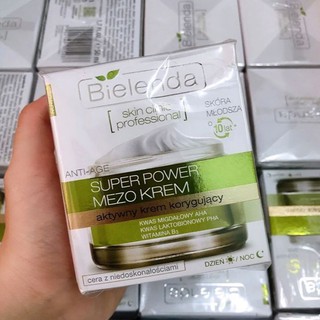 Bielenda
[ skin clinic
professional ]
SKÓRA
MŁODSZA
o 10 lat*
ANTI-AGE
SUPER POWER
MEZO KREM
aktywny krem korygujący
KWAS MIGDAŁOWY AHA
KWAS LAKTOBIONOWY PHA
WITAMINA B₃
cera z niedoskonałościami
DZIEŃ / NOC